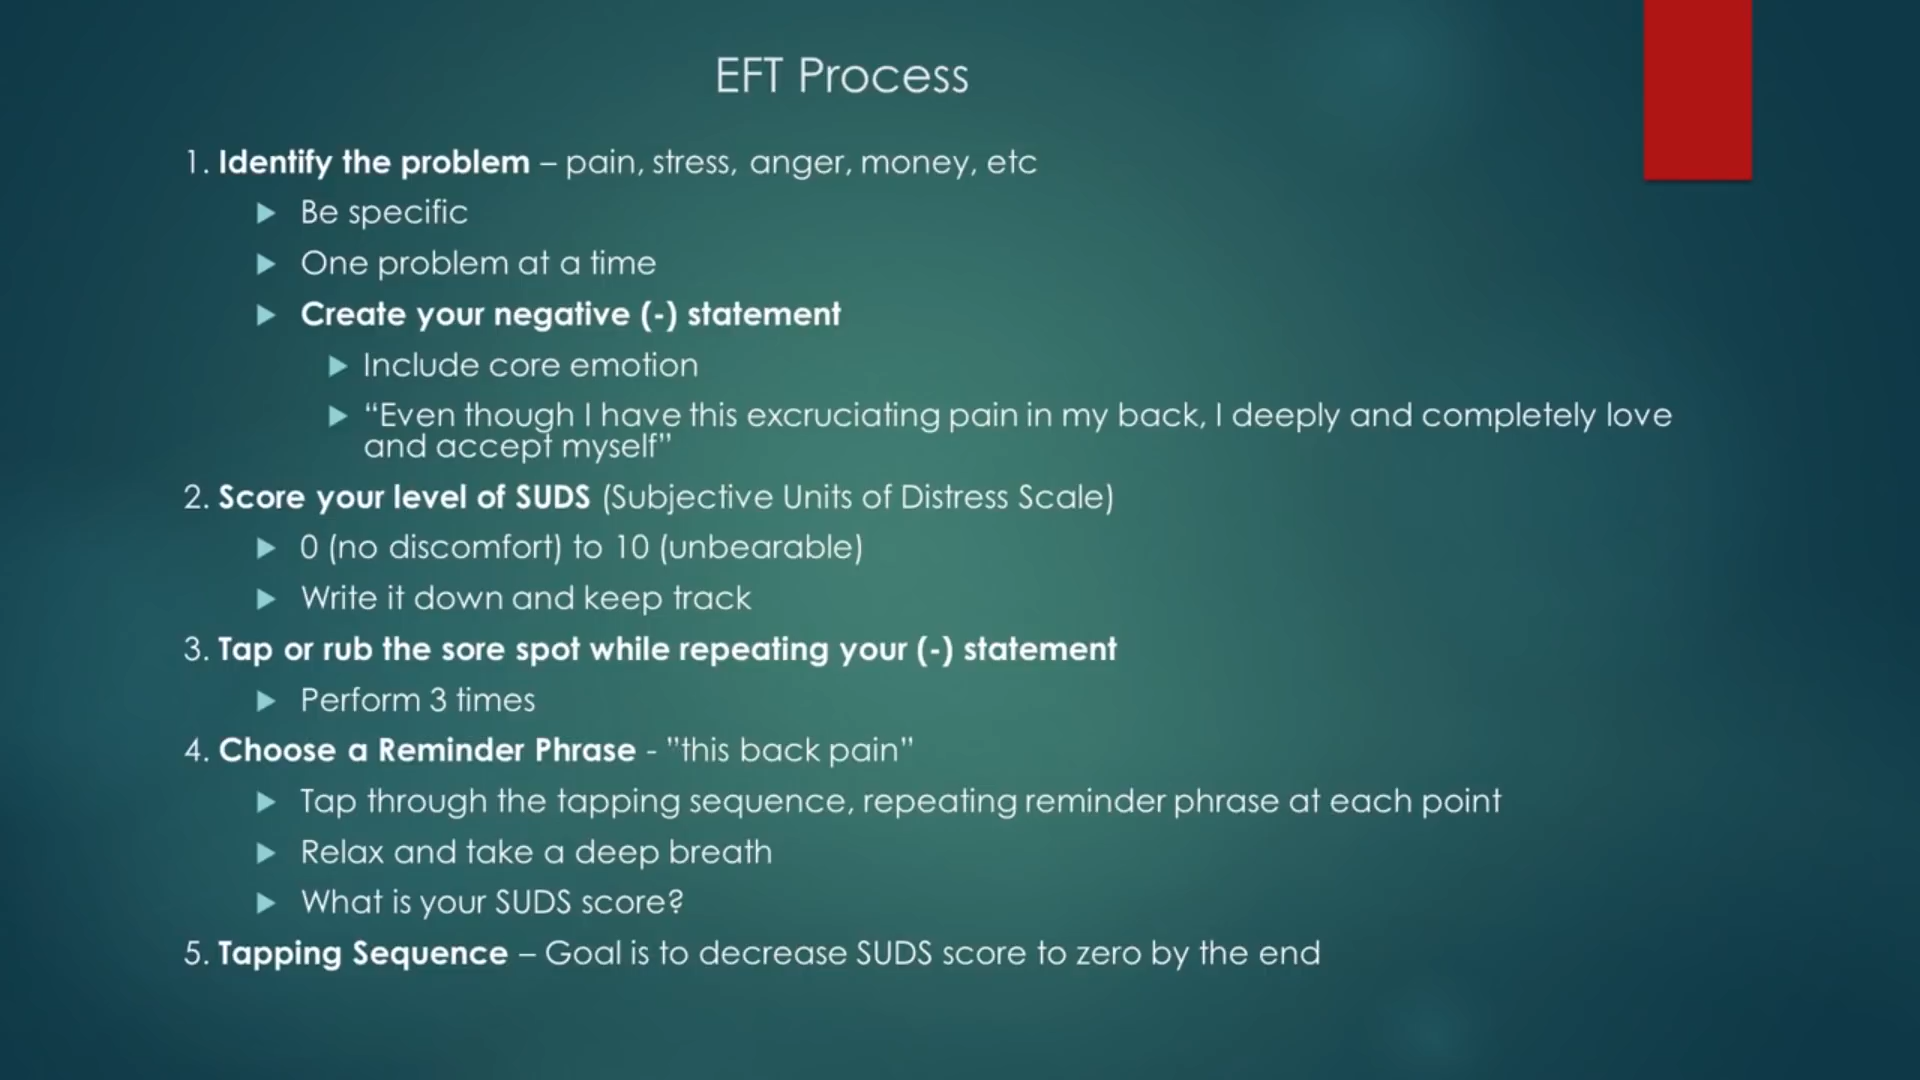 EFT Process
1. Identify the problem – pain, stress, anger, money, etc
Be specific
One problem at a time
Create your negative (-) statement
Include core emotion
“Even though I have this excruciating pain in my back, I deeply and completely love
and accept myself”
2. Score your level of SUDS (Subjective Units of Distress Scale)
0 (no discomfort) to 10 (unbearable)
Write it down and keep track
3. Tap or rub the sore spot while repeating your (-) statement
Perform 3 times
4. Choose a Reminder Phrase - ”this back pain”
Tap through the tapping sequence, repeating reminder phrase at each point
Relax and take a deep breath
What is your SUDS score?
5. Tapping Sequence – Goal is to decrease SUDS score to zero by the end